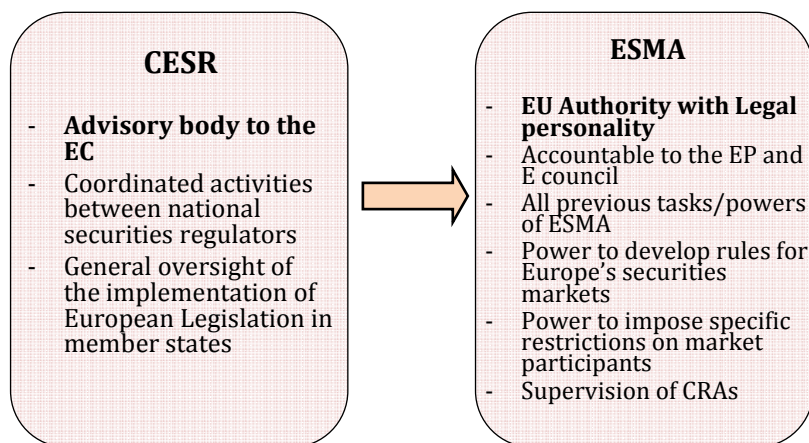 CESR
- Advisory body to the
EC
- Coordinated activities
between national
securities regulators
- General oversight of
the implementation of
European Legislation in
member states
ESMA
- EU Authority with Legal
personality
- Accountable to the EP and
E council
- All previous tasks/powers
of ESMA
- Power to develop rules for
Europe’s securities
markets
- Power to impose specific
restrictions on market
participants
- Supervision of CRAs